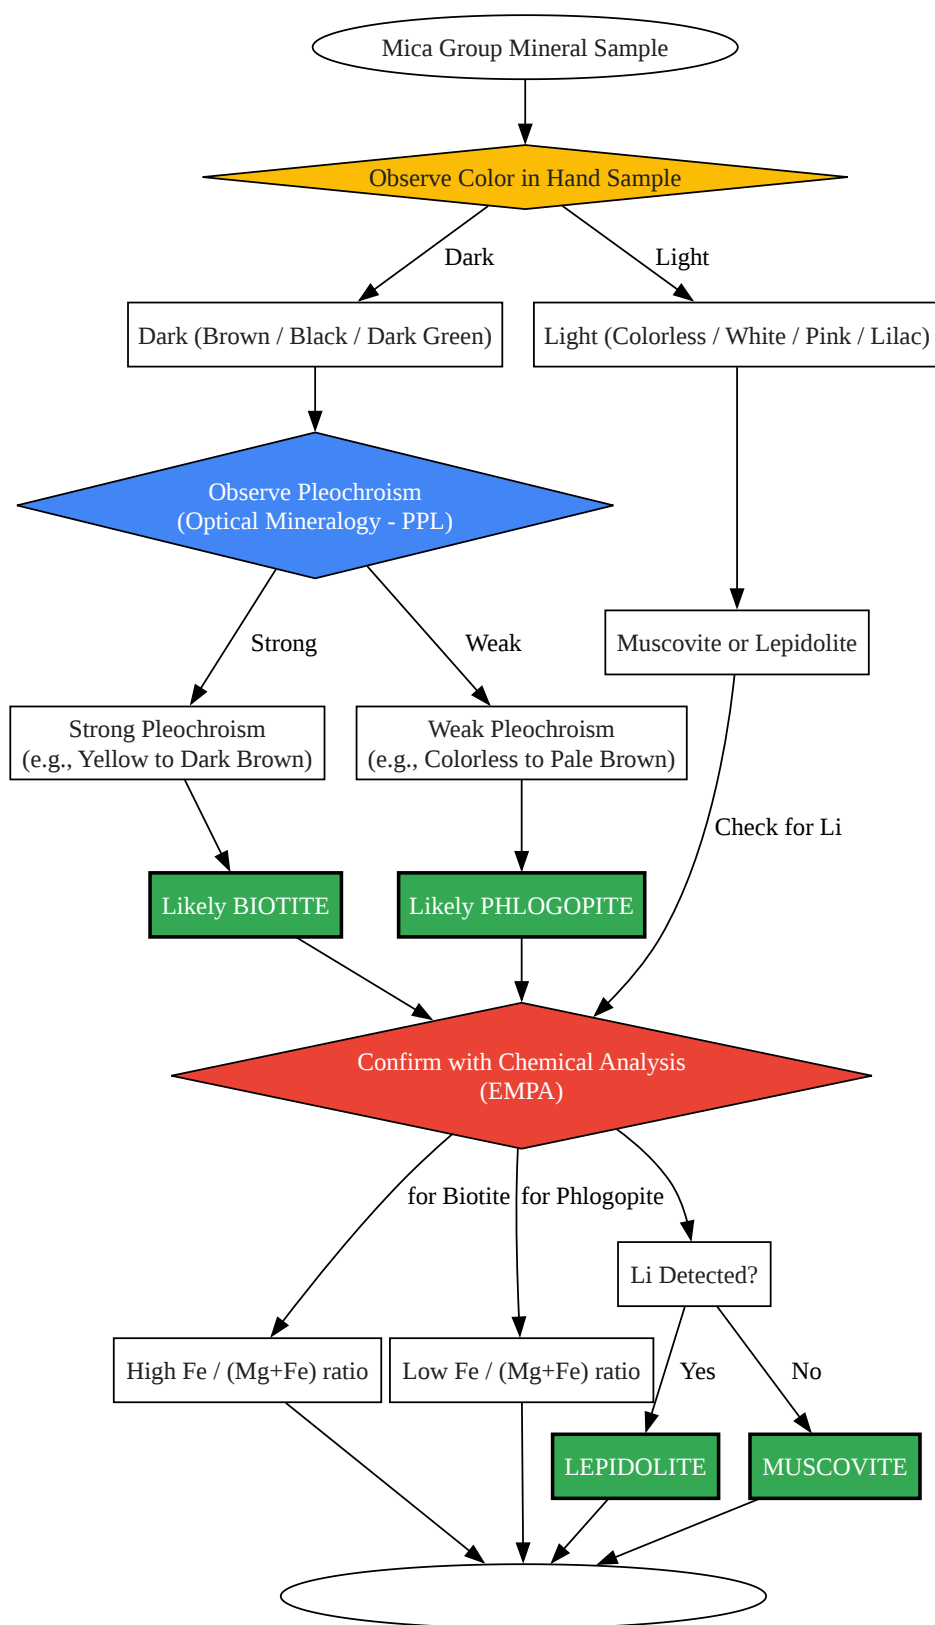 Mica Group Mineral Sample
Observe Color in Hand Sample
Dark
Light
Dark (Brown / Black / Dark Green)
Light (Colorless / White / Pink / Lilac)
Observe Pleochroism
(Optical Mineralogy - PPL)
Strong
Weak
Muscovite or Lepidolite
Strong Pleochroism
(e.g., Yellow to Dark Brown)
Weak Pleochroism
(e.g., Colorless to Pale Brown)
Check for Li
Likely BIOTITE
Likely PHLOGOPITE
Confirm with Chemical Analysis
(EMPA)
for Biotite
for Phlogopite
Li Detected?
High Fe / (Mg+Fe) ratio
Low Fe / (Mg+Fe) ratio
Yes
No
LEPIDOLITE
MUSCOVITE